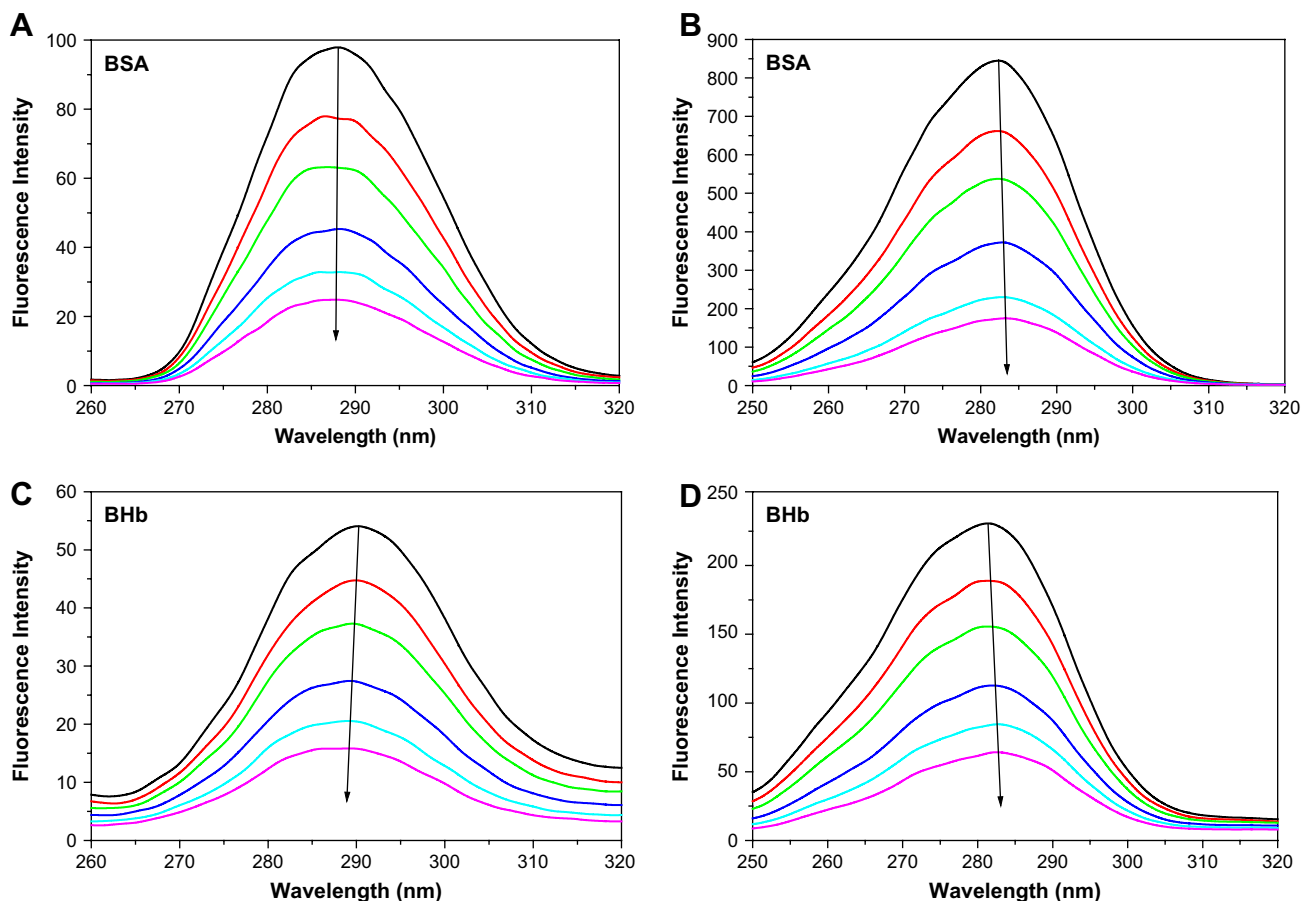 A
BSA
Fluorescence Intensity
100
80
60
40
20
0
260 270 280 290 300 310 320
Wavelength (nm)
B
BSA
Fluorescence Intensity
900
800
700
600
500
400
300
200
100
0
250 260 270 280 290 300 310 320
Wavelength (nm)
C
BHb
Fluorescence Intensity
60
50
40
30
20
10
0
260 270 280 290 300 310 320
Wavelength (nm)
D
BHb
Fluorescence Intensity
250
200
150
100
50
0
250 260 270 280 290 300 310 320
Wavelength (nm)